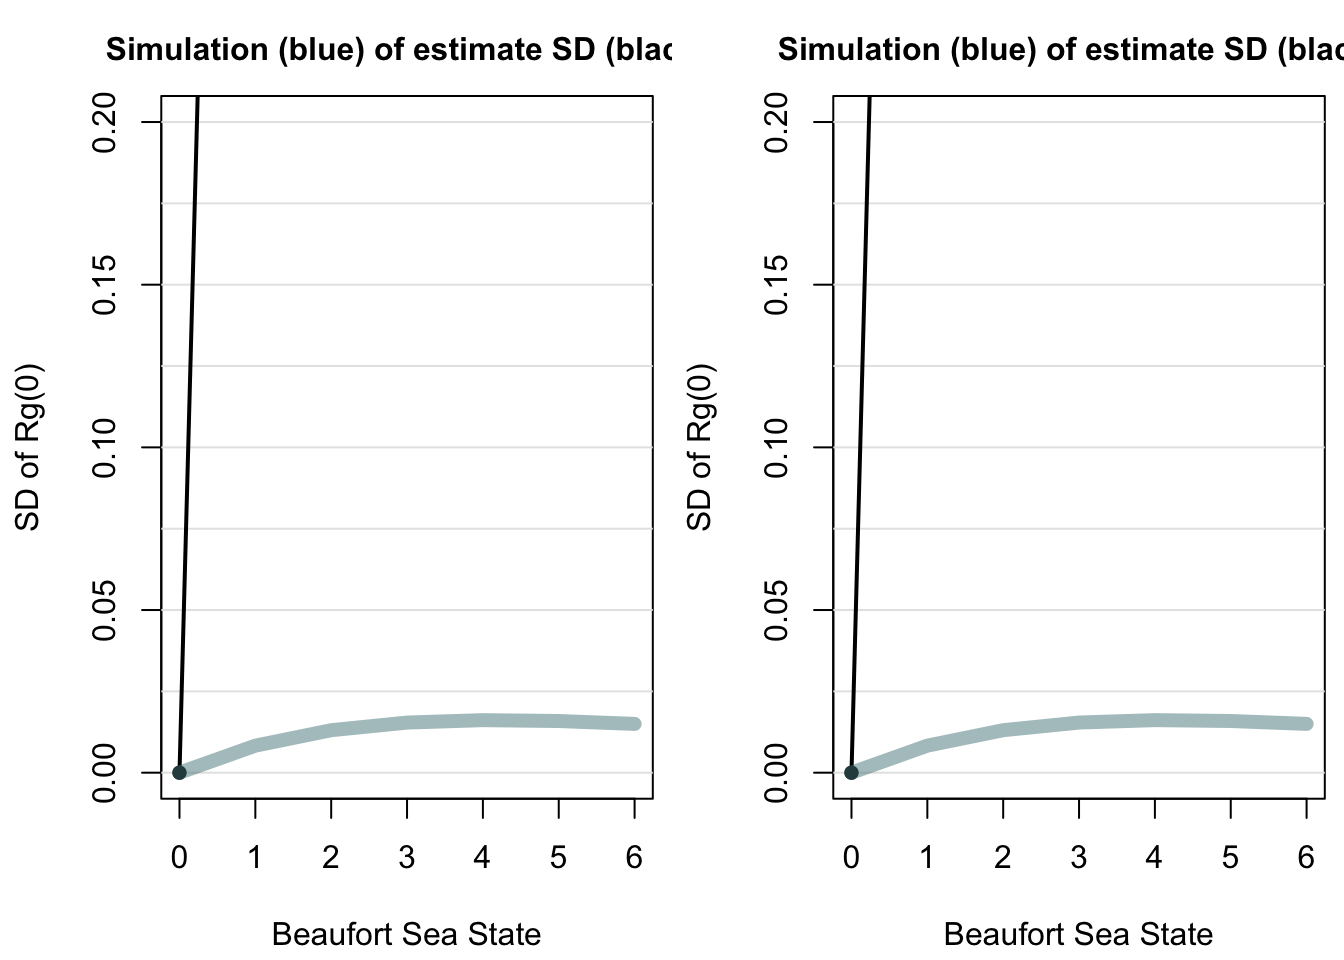 Simulation (blue) of estimate SD (blac
SD of Rg(0)
0.20
0.15
0.10
0.05
0.00
0 1 2 3 4 5 6
Beaufort Sea State
Simulation (blue) of estimate SD (blac
SD of Rg(0)
0.20
0.15
0.10
0.05
0.00
0 1 2 3 4 5 6
Beaufort Sea State